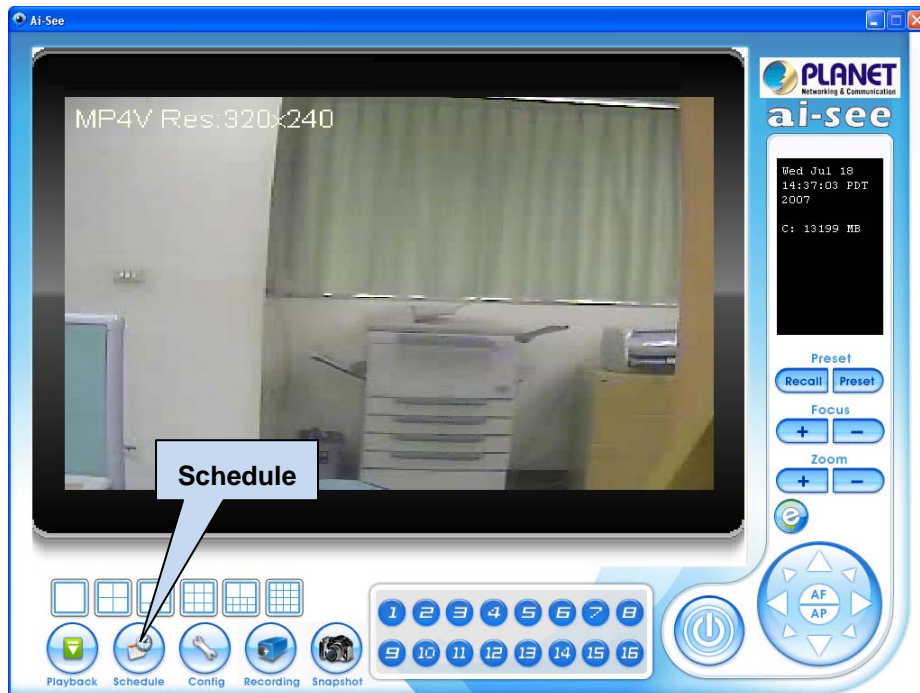 Ai-See
PLANET
Networking & Communication
ai-see
MP4V Res:320x240
Wed Jul 18
14:37:03 PDT
2007
C: 13199 MB
Preset
Recall Preset
Focus
+ −
Zoom
+ −
e
AF
AP
Schedule
1 2 3 4 5 6 7 8
9 10 11 12 13 14 15 16
Playback Schedule Config Recording Snapshot